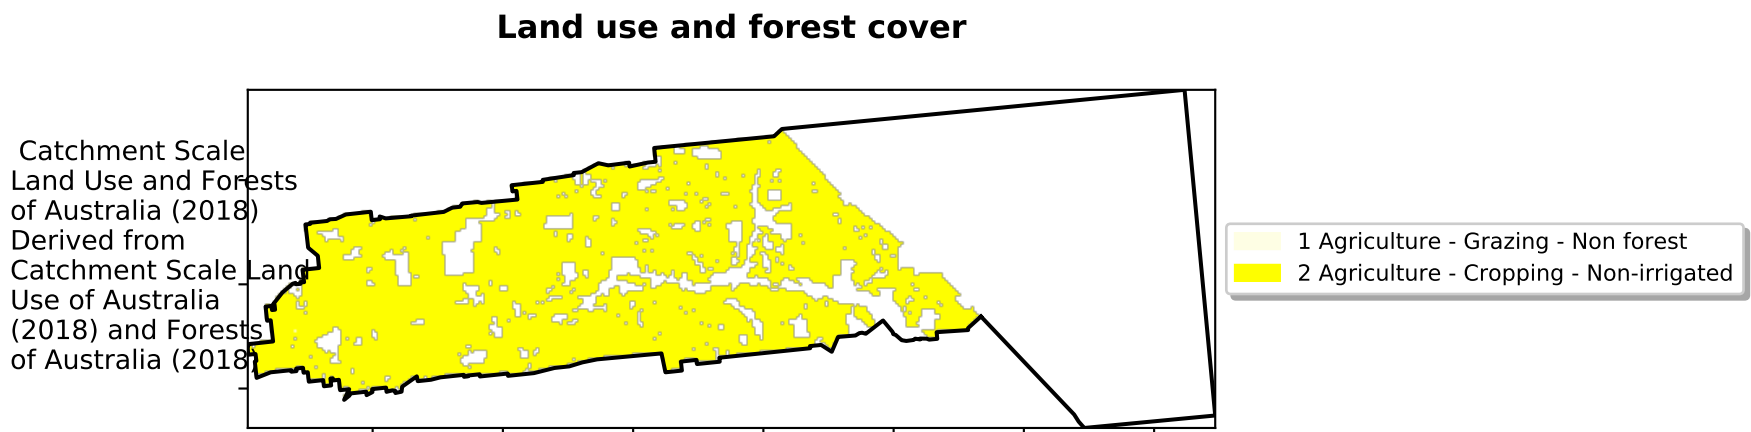 Land use and forest cover
Catchment Scale
Land Use and Forests
of Australia (2018)
Derived from
Catchment Scale Land
Use of Australia
(2018) and Forests
of Australia (2018)
1 Agriculture - Grazing - Non forest
2 Agriculture - Cropping - Non-irrigated